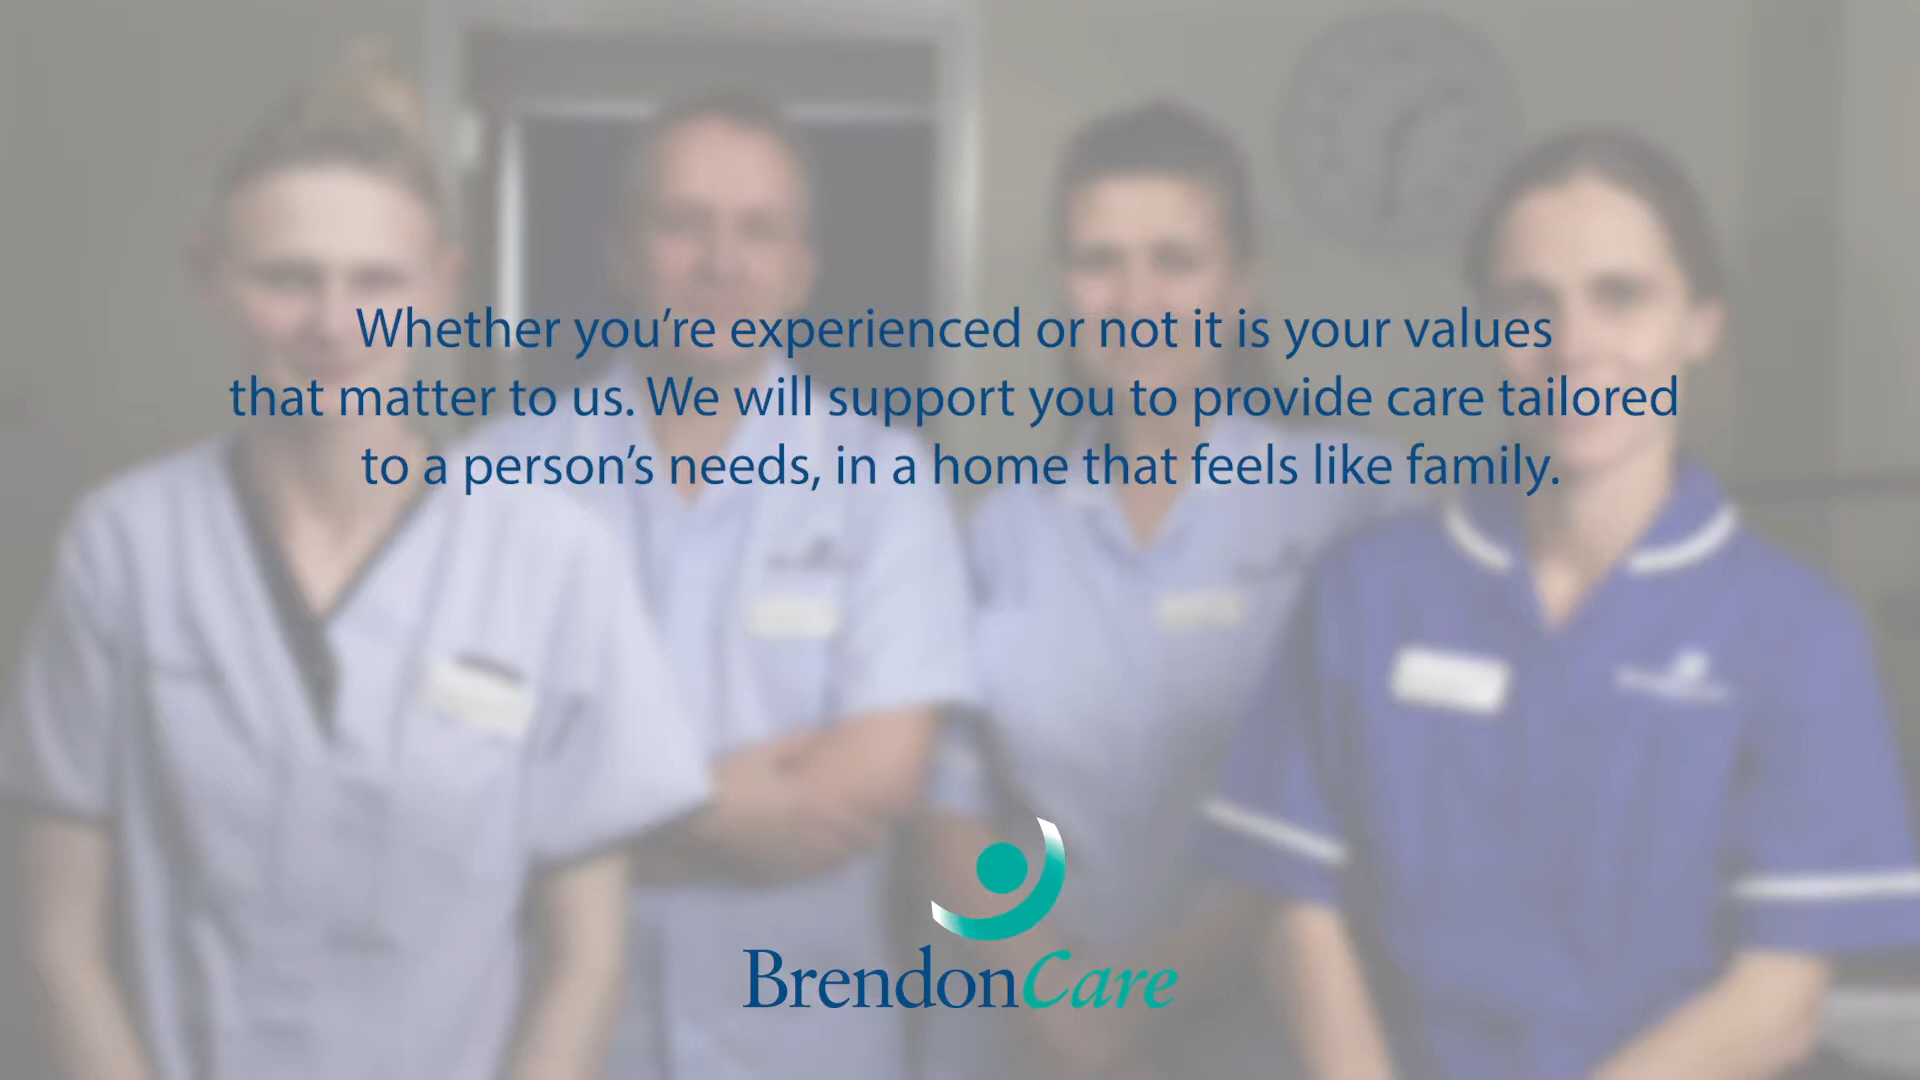 Whether you’re experienced or not it is your values
that matter to us. We will support you to provide care tailored
to a person’s needs, in a home that feels like family.
BrendonCare